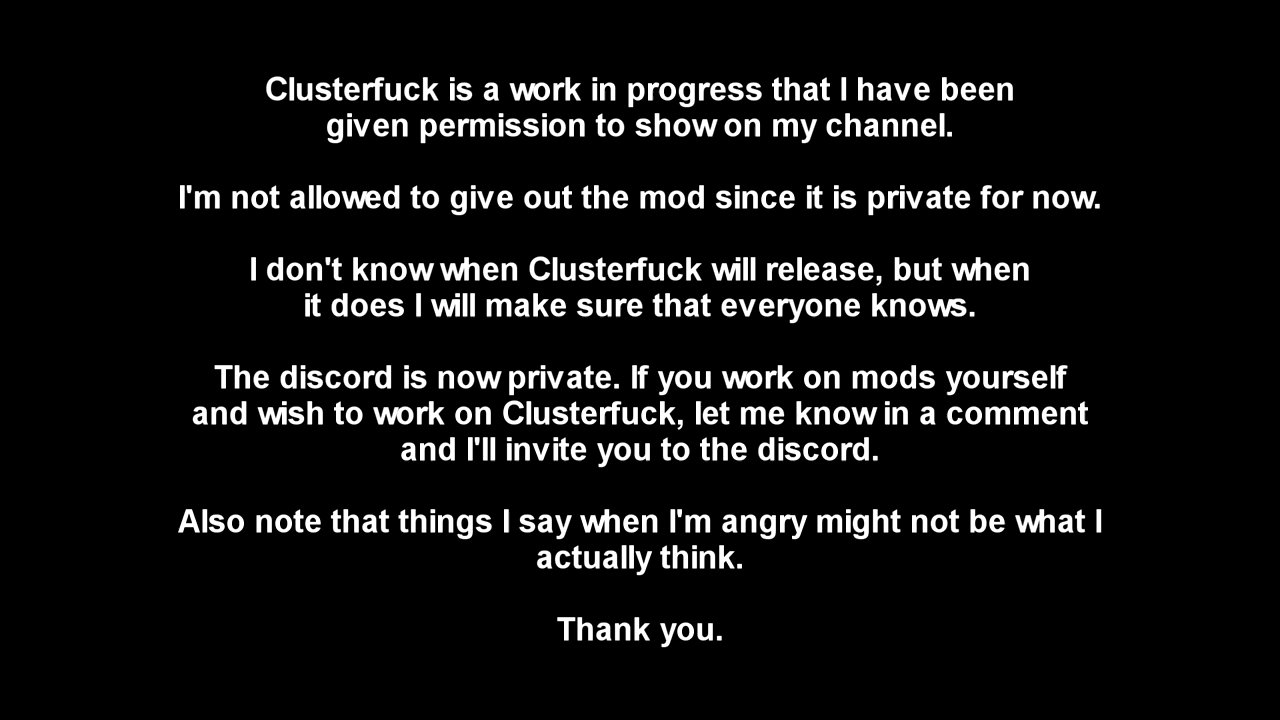 Clusterfuck is a work in progress that I have been
given permission to show on my channel.
I'm not allowed to give out the mod since it is private for now.
I don't know when Clusterfuck will release, but when
it does I will make sure that everyone knows.
The discord is now private. If you work on mods yourself
and wish to work on Clusterfuck, let me know in a comment
and I'll invite you to the discord.
Also note that things I say when I'm angry might not be what I
actually think.
Thank you.